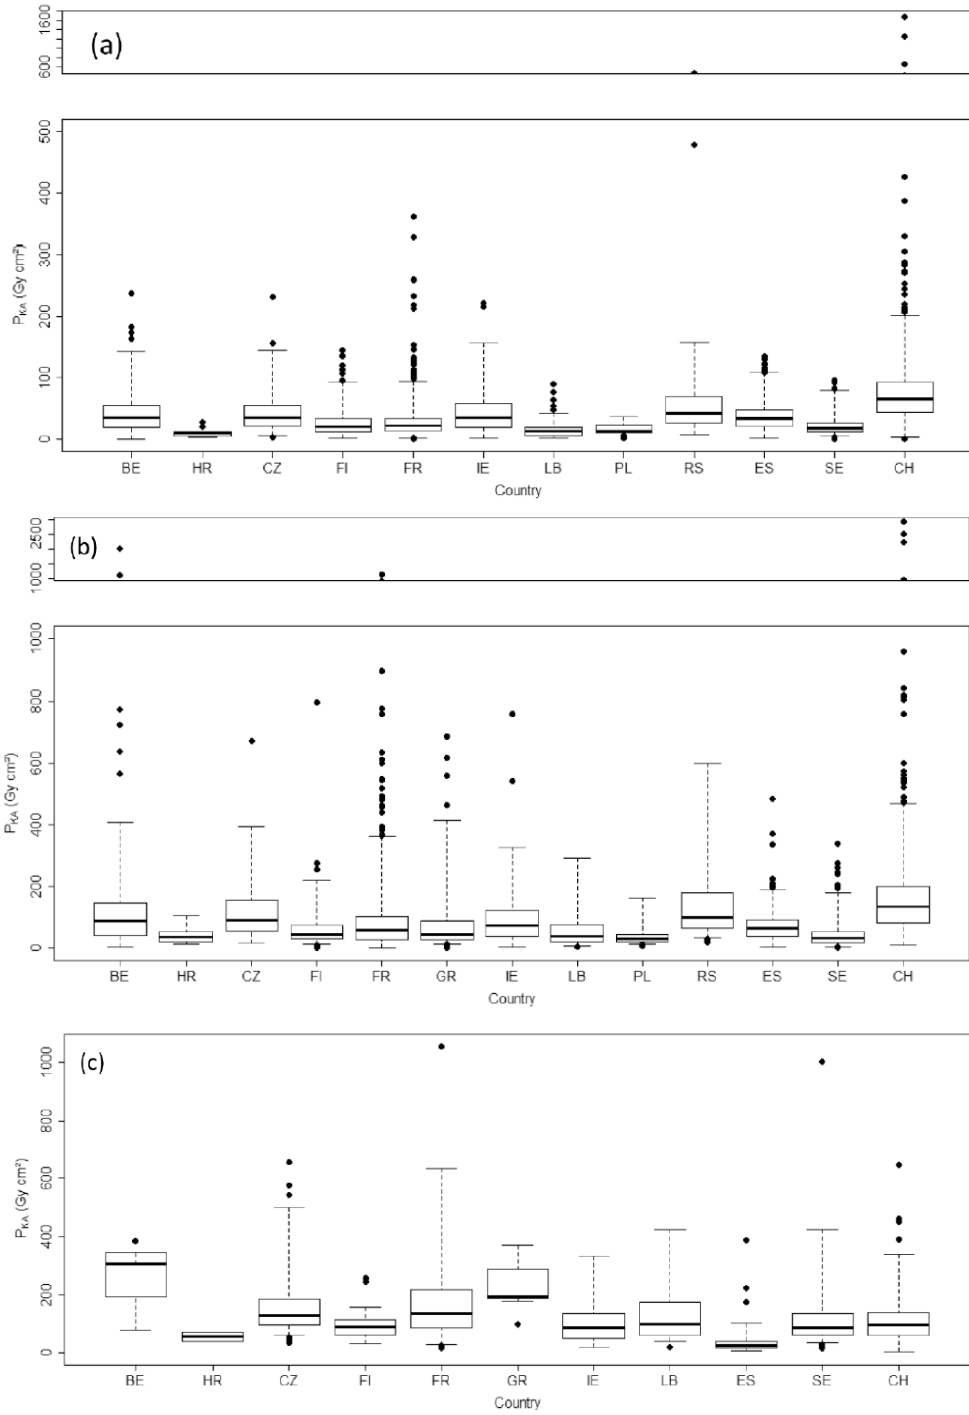 (a)
1600
600
500
400
300
200
100
0
P_KA (Gy cm²)
BE HR CZ FI FR IE LB PL RS ES SE CH
Country
(b)
2500
1000
1000
800
600
400
200
0
P_KA (Gy cm²)
BE HR CZ FI FR GR IE LB PL RS ES SE CH
Country
(c)
1000
800
600
400
200
0
P_KA (Gy cm²)
BE HR CZ FI FR GR IE LB ES SE CH
Country